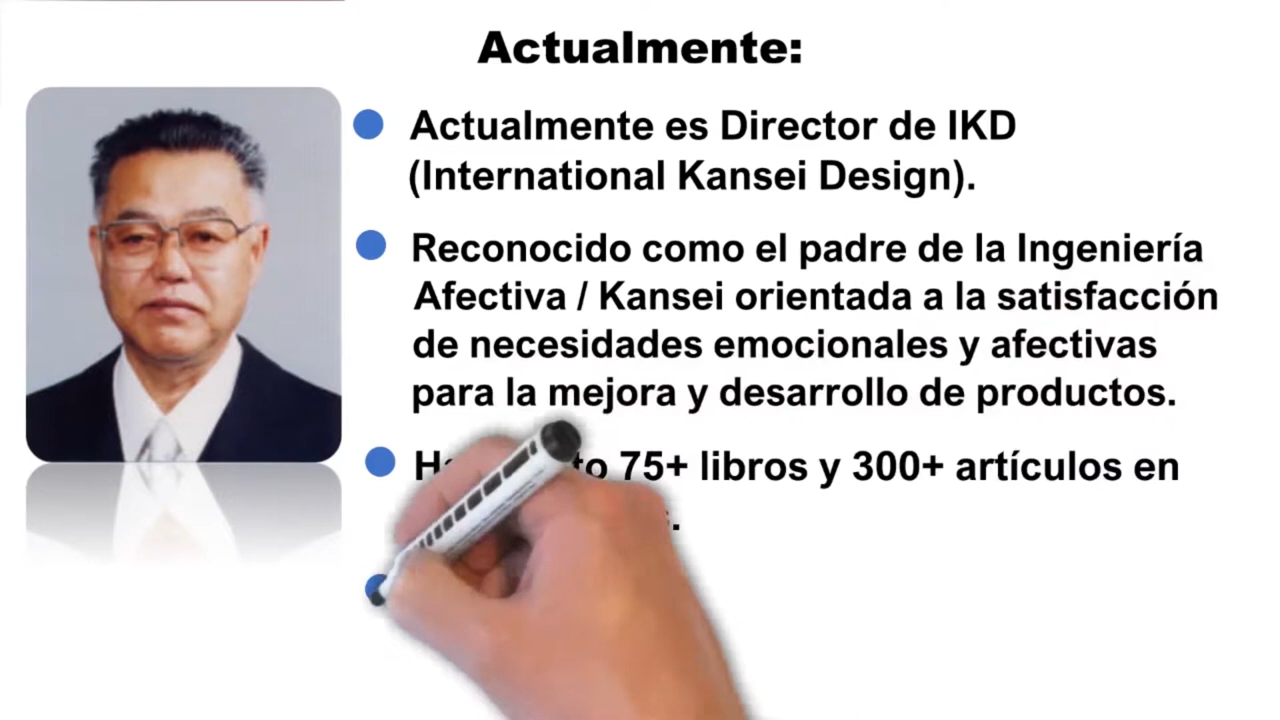 Actualmente:
Actualmente es Director de IKD
(International Kansei Design).
Reconocido como el padre de la Ingeniería
Afectiva / Kansei orientada a la satisfacción
de necesidades emocionales y afectivas
para la mejora y desarrollo de productos.
75+ libros y 300+ artículos en